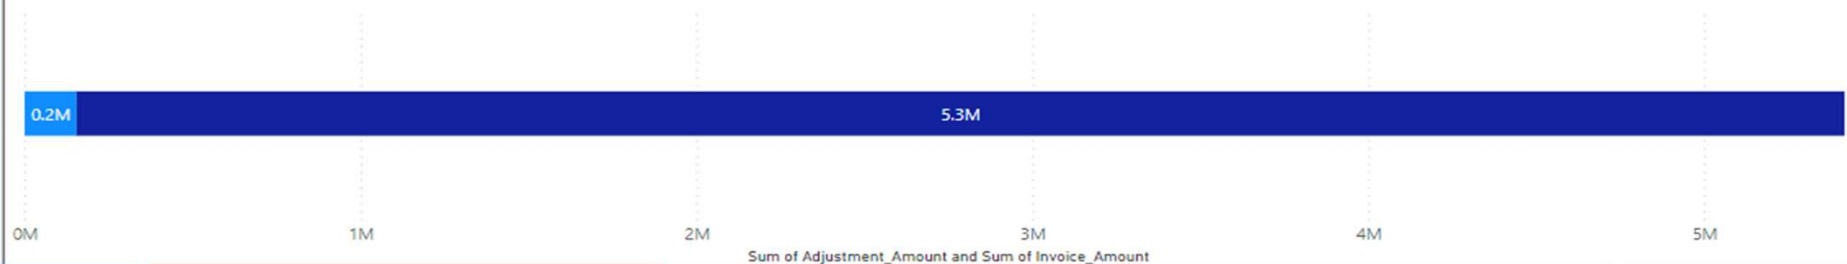 0.2M 5.3M
0M 1M 2M 3M 4M 5M
Sum of Adjustment_Amount and Sum of Invoice_Amount